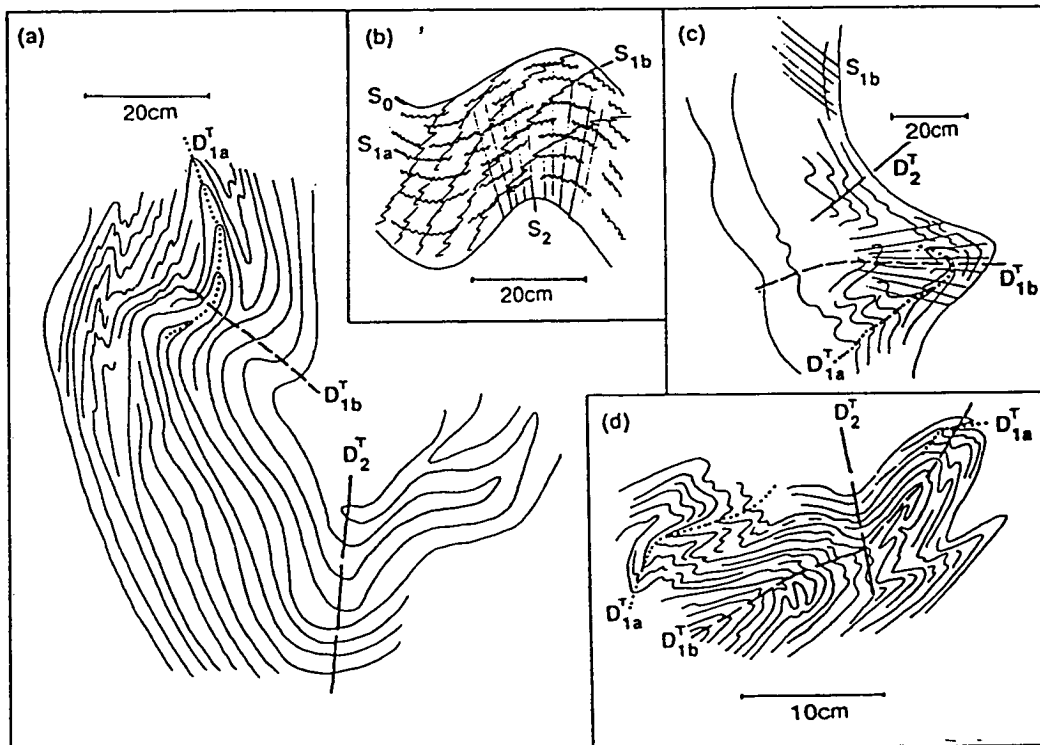 (a)
20cm
D^T_1a
D^T_1b
D^T_2
(b)
S_0
S_1a
S_1b
S_2
20cm
(c)
S_1b
20cm
D^T_2
D^T_1b
D^T_1a
(d)
D^T_2
D^T_1a
D^T_1a
D^T_1b
10cm